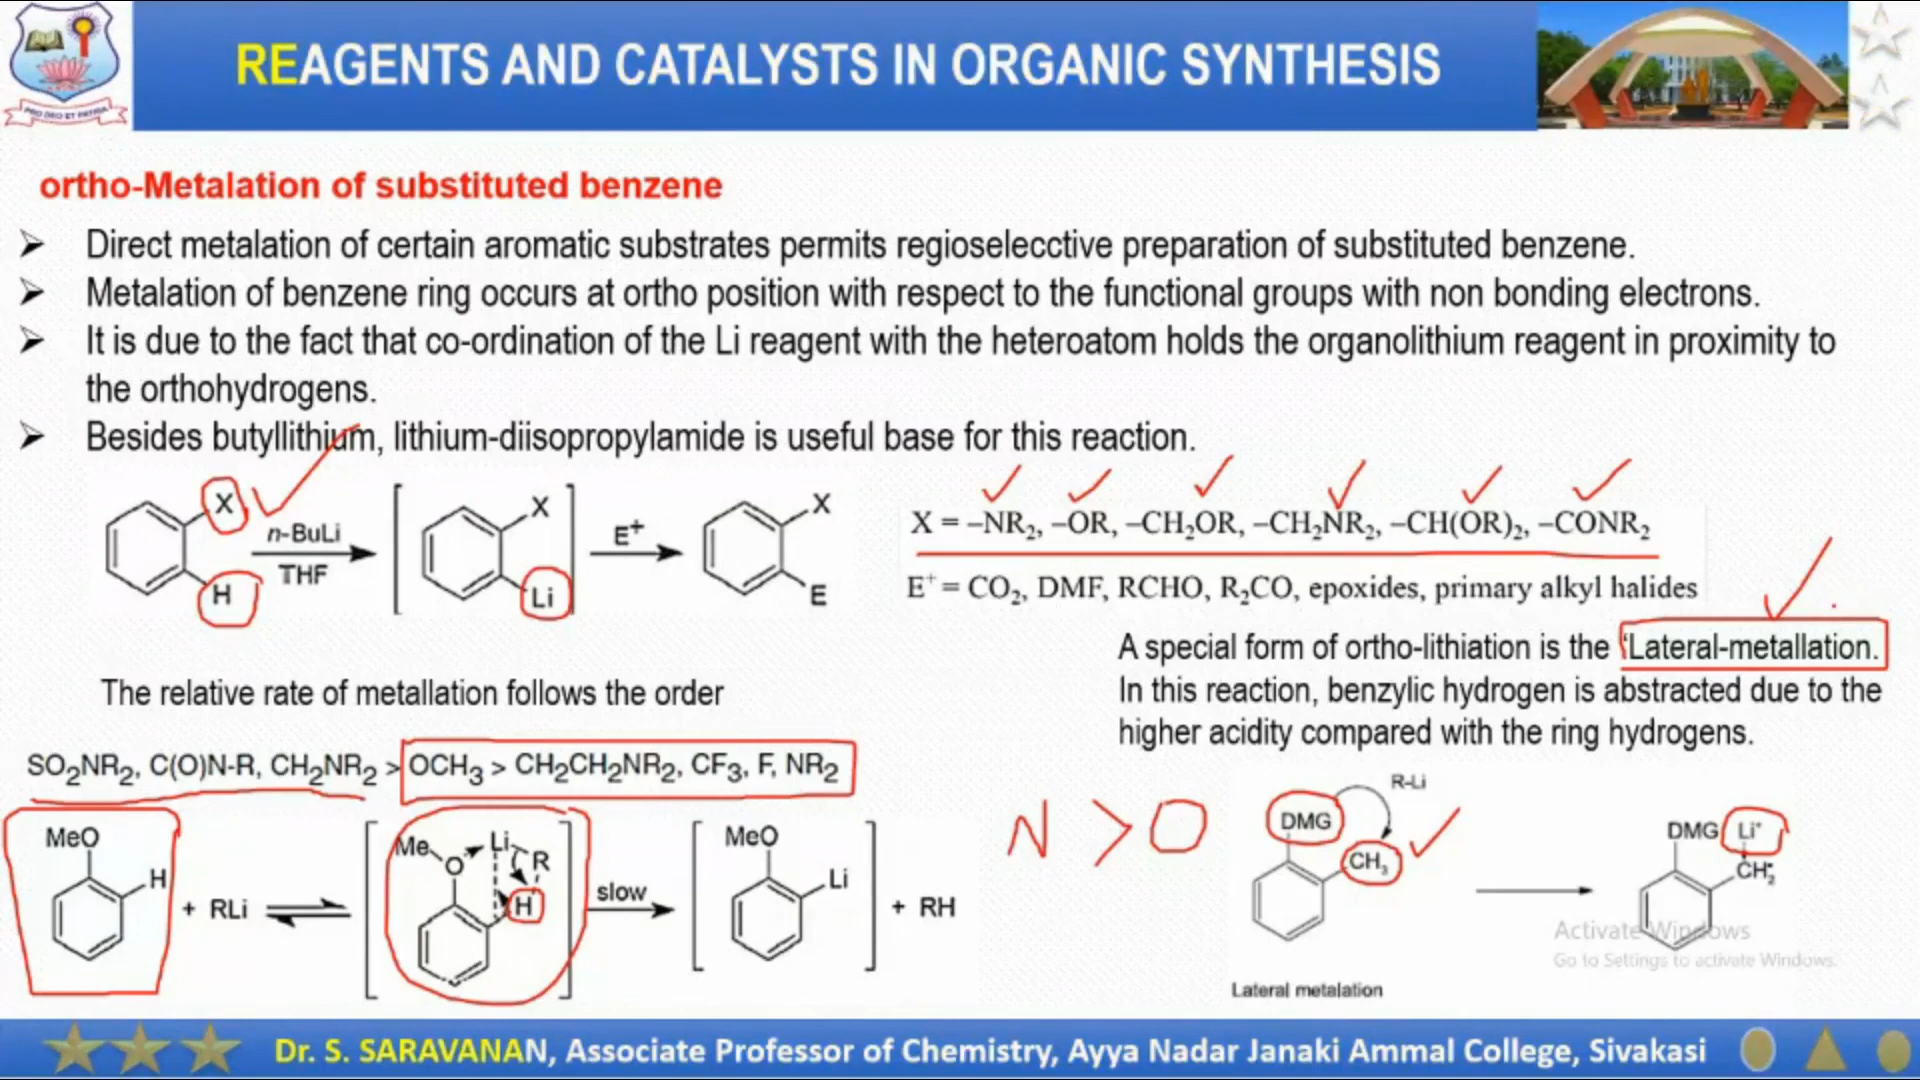 PRO DEO ET PATRIA
REAGENTS AND CATALYSTS IN ORGANIC SYNTHESIS
ortho-Metalation of substituted benzene
➢ Direct metalation of certain aromatic substrates permits regioselecctive preparation of substituted benzene.
➢ Metalation of benzene ring occurs at ortho position with respect to the functional groups with non bonding electrons.
➢ It is due to the fact that co-ordination of the Li reagent with the heteroatom holds the organolithium reagent in proximity to
the orthohydrogens.
➢ Besides butyllithium, lithium-diisopropylamide is useful base for this reaction.
X
H
n-BuLi
THF
X
Li
E⁺
X
E
X = –NR₂, –OR, –CH₂OR, –CH₂NR₂, –CH(OR)₂, –CONR₂
E⁺ = CO₂, DMF, RCHO, R₂CO, epoxides, primary alkyl halides
A special form of ortho-lithiation is the ‘Lateral-metallation.
In this reaction, benzylic hydrogen is abstracted due to the
higher acidity compared with the ring hydrogens.
The relative rate of metallation follows the order
SO₂NR₂, C(O)N-R, CH₂NR₂ > OCH₃ > CH₂CH₂NR₂, CF₃, F, NR₂
MeO
H
+ RLi
Me
O
Li
R
H
slow
MeO
Li
+ RH
N > O
R-Li
DMG
CH₃
DMG Li⁺
CH₂⁻
Lateral metalation
Activate Windows
Go to Settings to activate Windows.
Dr. S. SARAVANAN, Associate Professor of Chemistry, Ayya Nadar Janaki Ammal College, Sivakasi